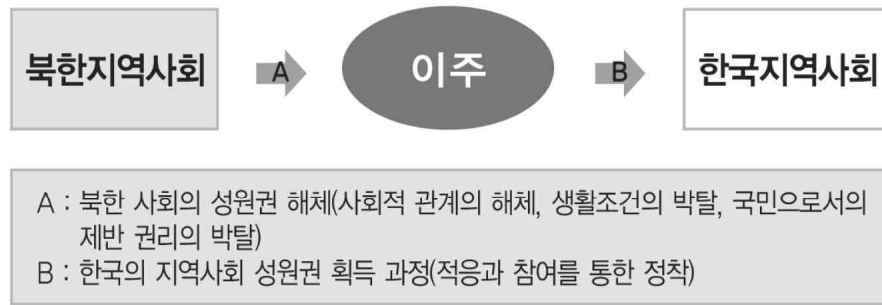 북한지역사회
A
이주
B
한국지역사회
A : 북한 사회의 성원권 해체(사회적 관계의 해체, 생활조건의 박탈, 국민으로서의
제반 권리의 박탈)
B : 한국의 지역사회 성원권 획득 과정(적응과 참여를 통한 정착)